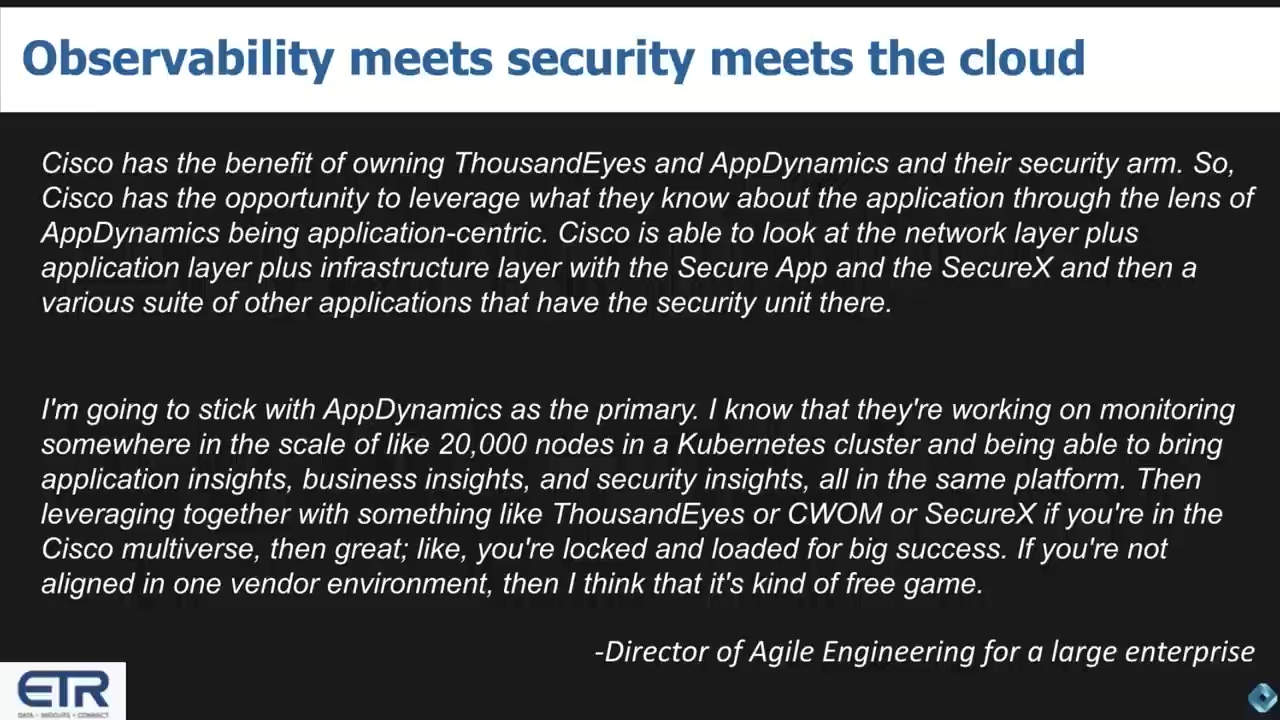 Observability meets security meets the cloud
Cisco has the benefit of owning ThousandEyes and AppDynamics and their security arm. So,
Cisco has the opportunity to leverage what they know about the application through the lens of
AppDynamics being application-centric. Cisco is able to look at the network layer plus
application layer plus infrastructure layer with the Secure App and the SecureX and then a
various suite of other applications that have the security unit there.
I'm going to stick with AppDynamics as the primary. I know that they're working on monitoring
somewhere in the scale of like 20,000 nodes in a Kubernetes cluster and being able to bring
application insights, business insights, and security insights, all in the same platform. Then
leveraging together with something like ThousandEyes or CWOM or SecureX if you're in the
Cisco multiverse, then great; like, you're locked and loaded for big success. If you're not
aligned in one vendor environment, then I think that it's kind of free game.
-Director of Agile Engineering for a large enterprise
ETR
DATA • INSIGHTS • CONNECT